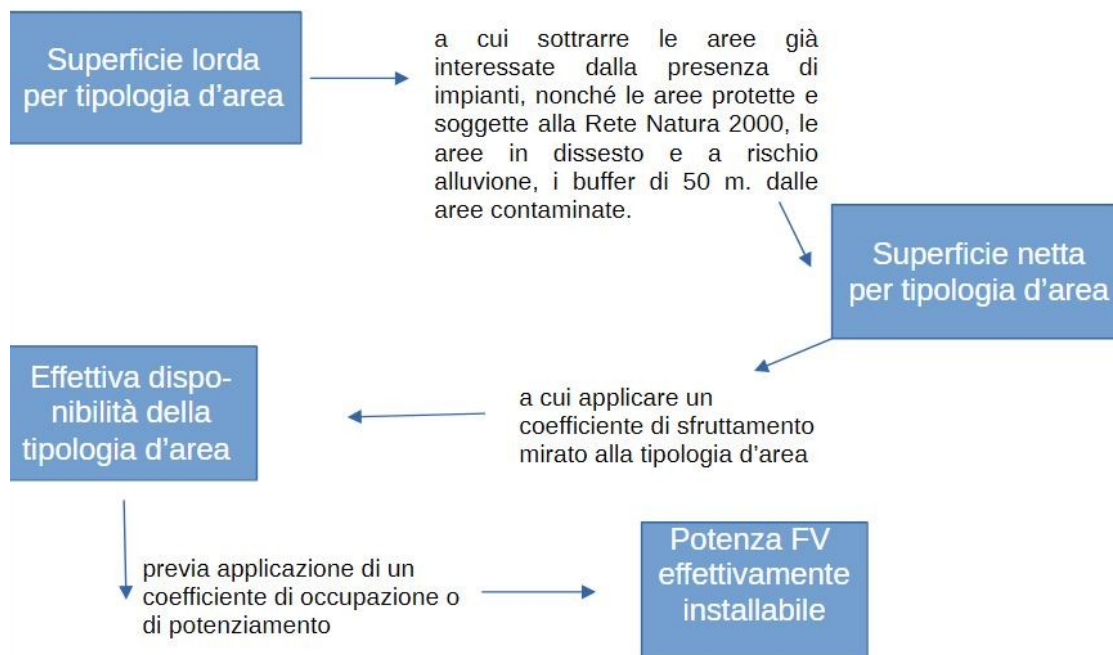 Superficie lorda
per tipologia d’area
a cui sottrarre le aree già
interessate dalla presenza di
impianti, nonché le aree protette e
soggette alla Rete Natura 2000, le
aree in dissesto e a rischio
alluvione, i buffer di 50 m. dalle
aree contaminate.
Superficie netta
per tipologia d’area
a cui applicare un
coefficiente di sfruttamento
mirato alla tipologia d’area
Effettiva dispo-
nibilità della
tipologia d’area
previa applicazione di un
coefficiente di occupazione o
di potenziamento
Potenza FV
effettivamente
installabile